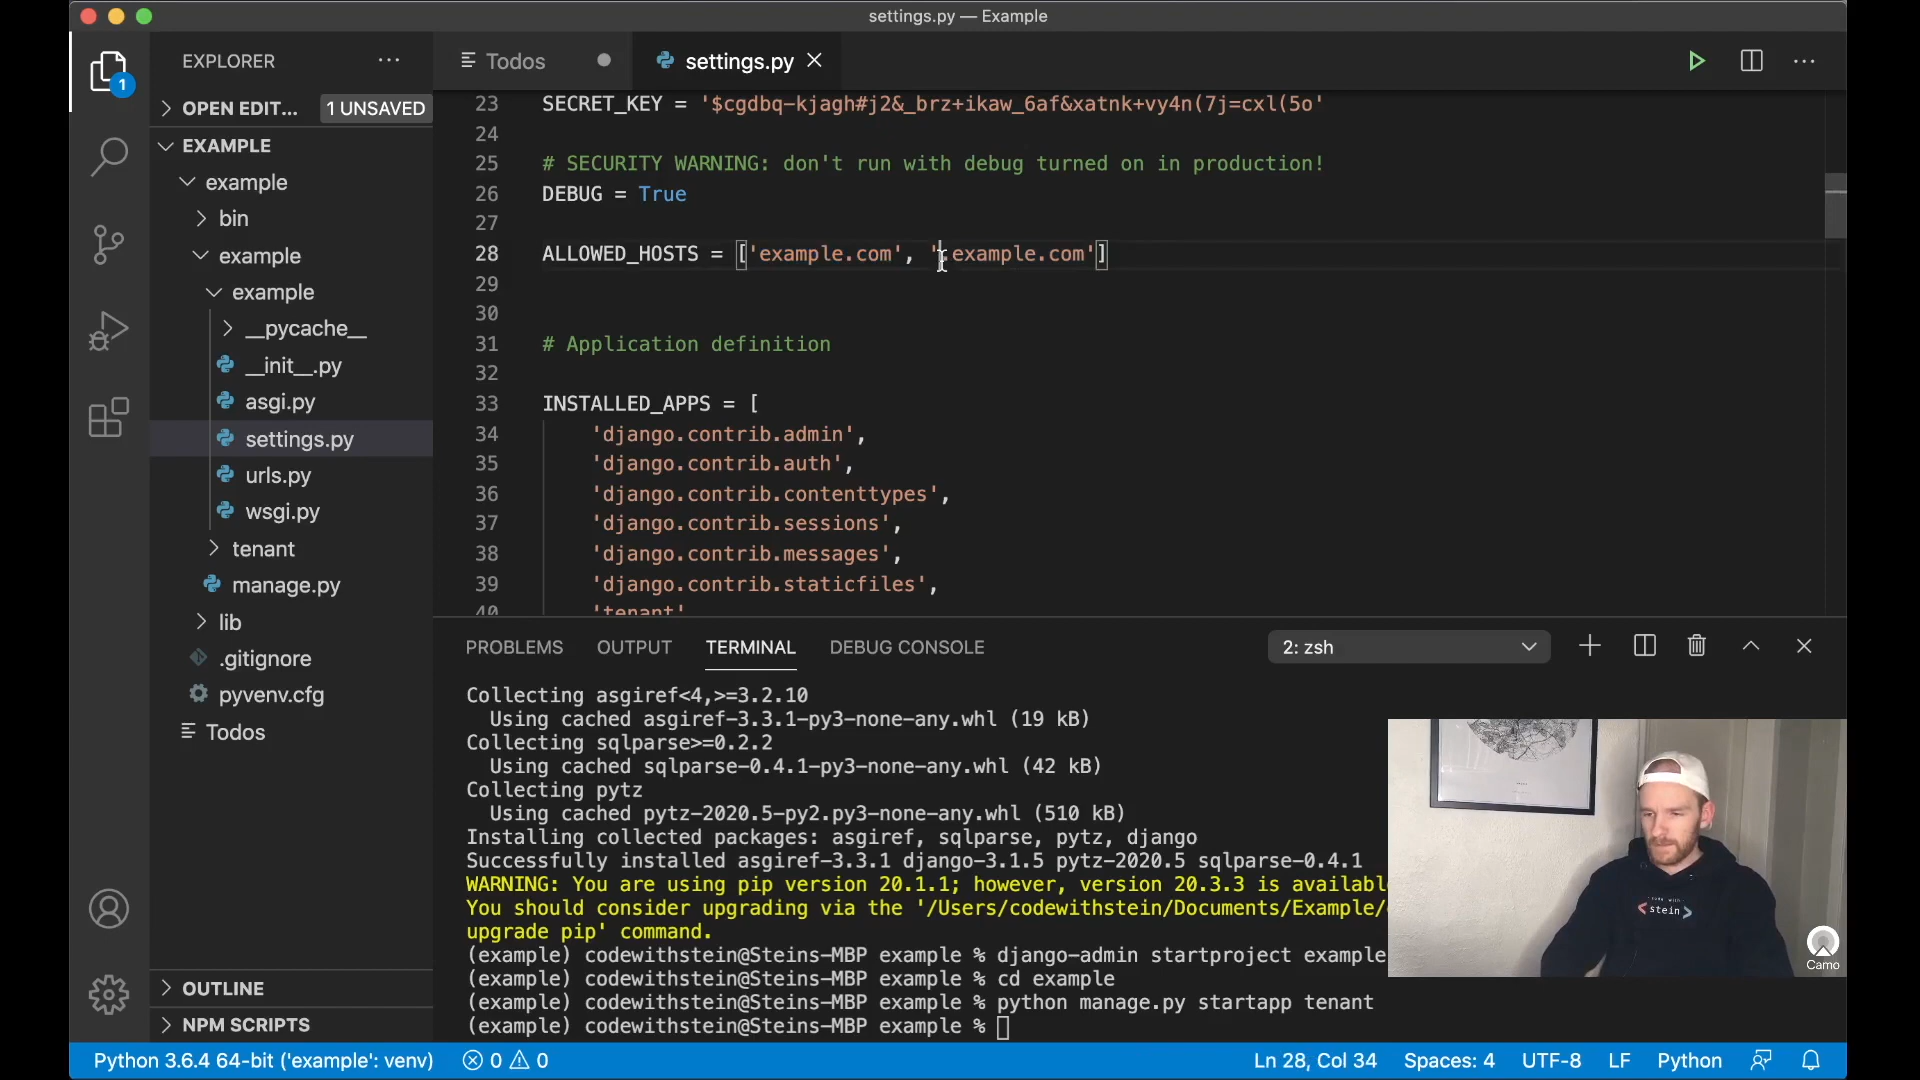 settings.py — Example
EXPLORER
Todos
settings.py
OPEN EDIT...
1 UNSAVED
EXAMPLE
example
bin
example
example
__pycache__
__init__.py
asgi.py
settings.py
urls.py
wsgi.py
tenant
manage.py
lib
.gitignore
pyvenv.cfg
Todos
OUTLINE
NPM SCRIPTS
1
23 SECRET_KEY = '$cgdbq-kjagh#j2&_brz+ikaw_6af&xatnk+vy4n(7j=cxl(5o'
24
25 # SECURITY WARNING: don't run with debug turned on in production!
26 DEBUG = True
27
28 ALLOWED_HOSTS = ['example.com', '.example.com']
29
30
31 # Application definition
32
33 INSTALLED_APPS = [
34 'django.contrib.admin',
35 'django.contrib.auth',
36 'django.contrib.contenttypes',
37 'django.contrib.sessions',
38 'django.contrib.messages',
39 'django.contrib.staticfiles',
40 'tenant'
PROBLEMS OUTPUT TERMINAL DEBUG CONSOLE
2: zsh
Collecting asgiref<4,>=3.2.10
Using cached asgiref-3.3.1-py3-none-any.whl (19 kB)
Collecting sqlparse>=0.2.2
Using cached sqlparse-0.4.1-py3-none-any.whl (42 kB)
Collecting pytz
Using cached pytz-2020.5-py2.py3-none-any.whl (510 kB)
Installing collected packages: asgiref, sqlparse, pytz, django
Successfully installed asgiref-3.3.1 django-3.1.5 pytz-2020.5 sqlparse-0.4.1
WARNING: You are using pip version 20.1.1; however, version 20.3.3 is availabl
You should consider upgrading via the '/Users/codewithstein/Documents/Example/
upgrade pip' command.
(example) codewithstein@Steins-MBP example % django-admin startproject example
(example) codewithstein@Steins-MBP example % cd example
(example) codewithstein@Steins-MBP example % python manage.py startapp tenant
(example) codewithstein@Steins-MBP example %
stein
Camo
Python 3.6.4 64-bit ('example': venv) 0 0 Ln 28, Col 34 Spaces: 4 UTF-8 LF Python